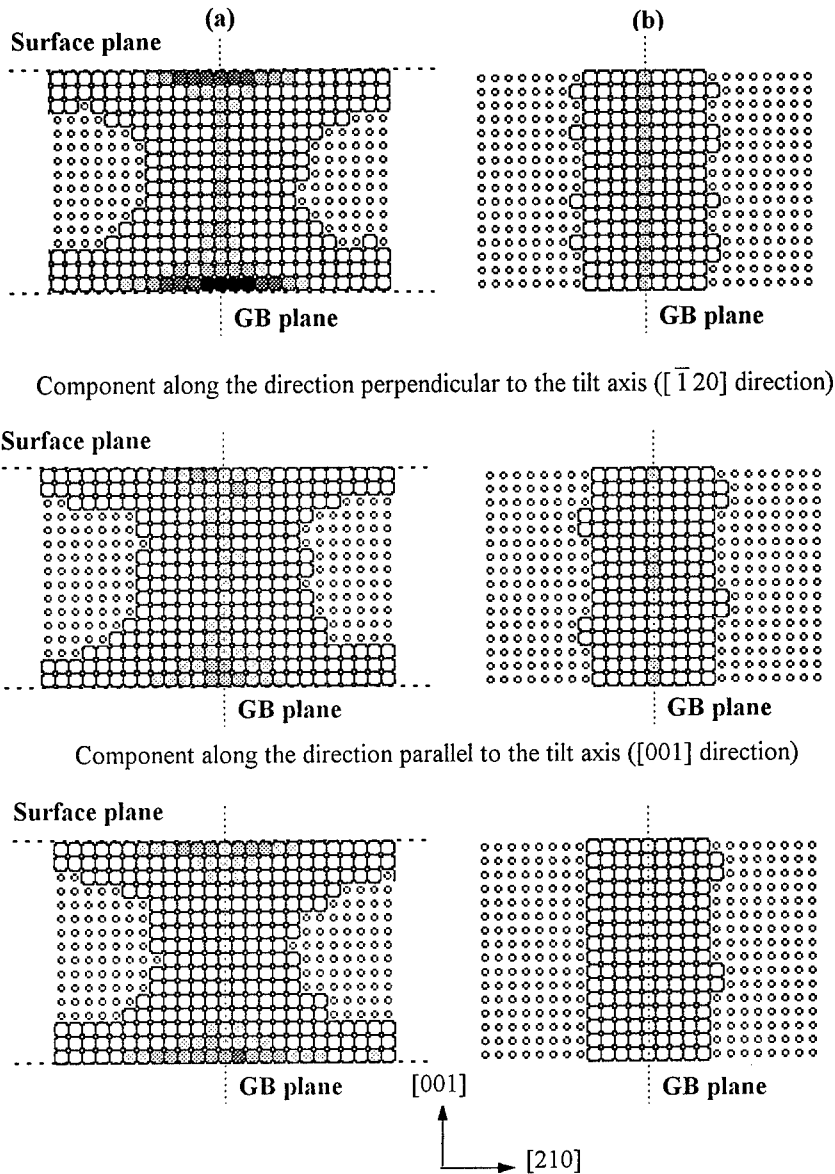 (a) (b)
Surface plane
GB plane GB plane
Component along the direction perpendicular to the tilt axis ([1̅20] direction)
Surface plane
GB plane GB plane
Component along the direction parallel to the tilt axis ([001] direction)
Surface plane
GB plane GB plane
[001]
[210]